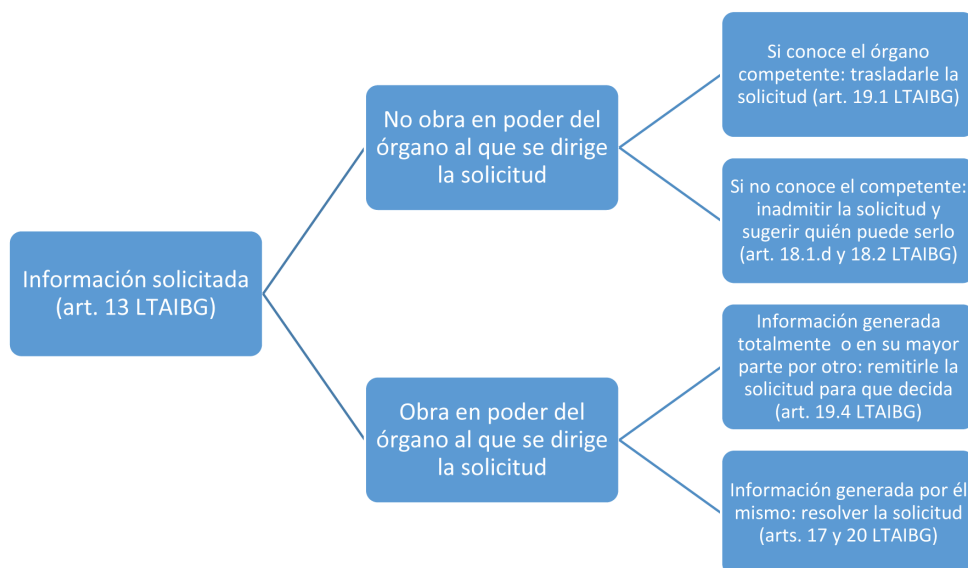 Información solicitada
(art. 13 LTAIBG)
No obra en poder del
órgano al que se dirige
la solicitud
Si conoce el órgano
competente: trasladarle la
solicitud (art. 19.1 LTAIBG)
Si no conoce el competente:
inadmitir la solicitud y
sugerir quién puede serlo
(art. 18.1.d y 18.2 LTAIBG)
Obra en poder del
órgano al que se dirige
la solicitud
Información generada
totalmente o en su mayor
parte por otro: remitirle la
solicitud para que decida
(art. 19.4 LTAIBG)
Información generada por él
mismo: resolver la solicitud
(arts. 17 y 20 LTAIBG)